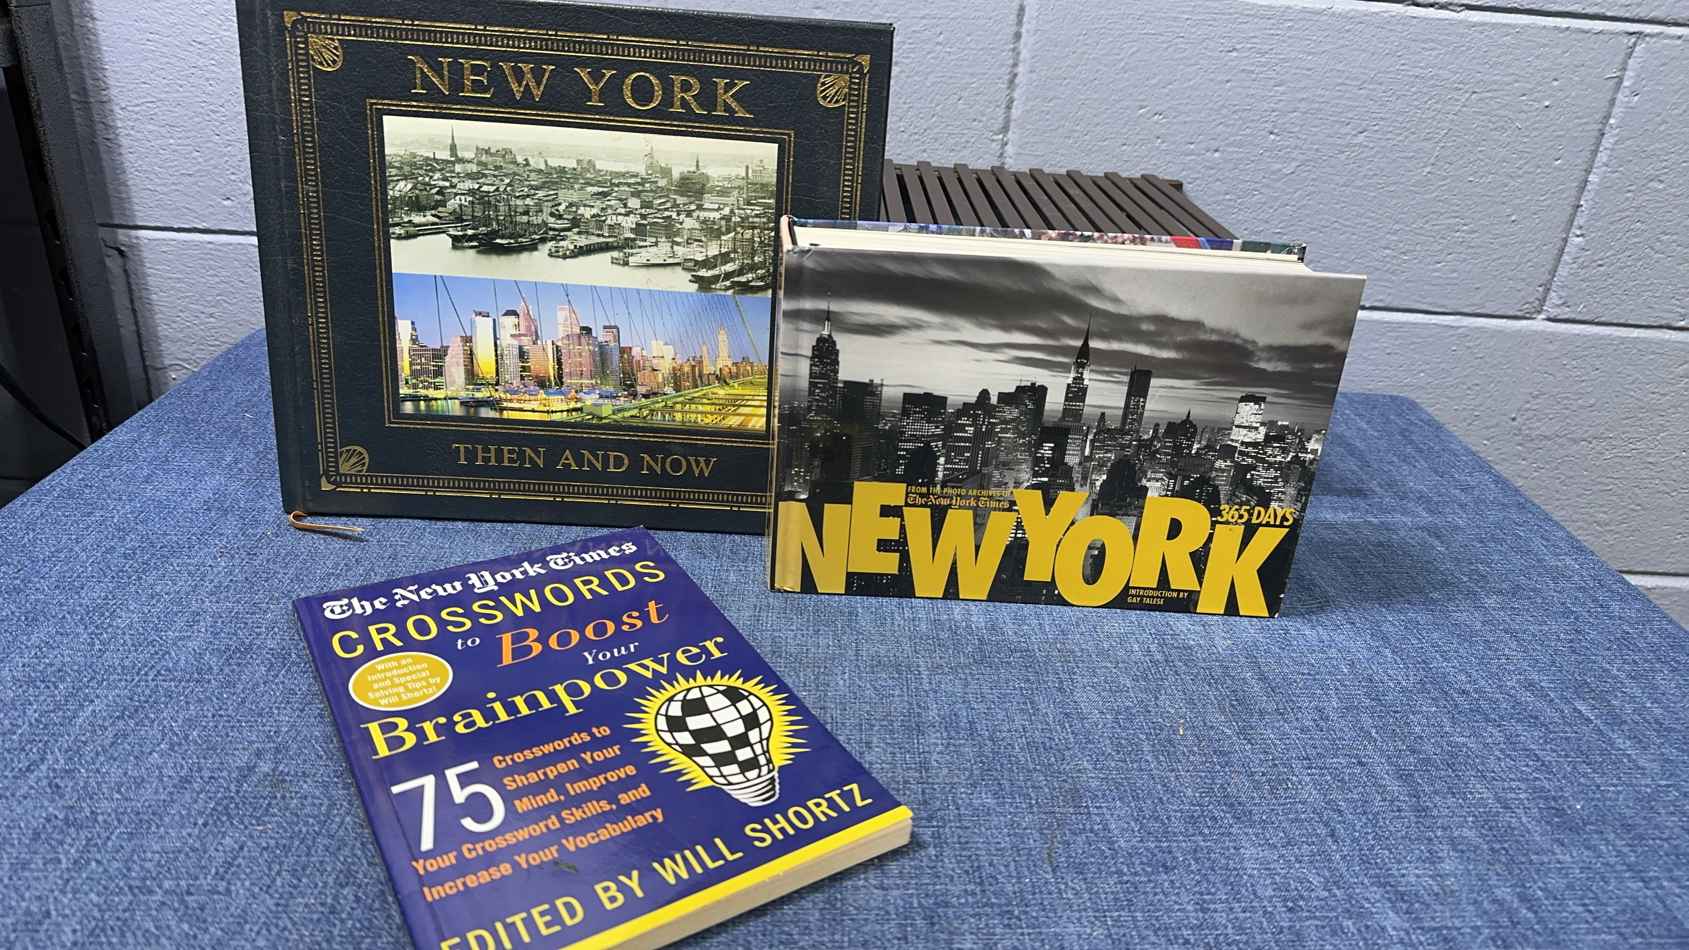 NEW YORK
THEN AND NOW
FROM THE PHOTO ARCHIVES OF
The New York Times
NEW YORK
365 DAYS
INTRODUCTION BY
GAY TALESE
The New York Times
CROSSWORDS
to Boost
Your
Brainpower
With an
Introduction
and Special
Solving Tips by
Will Shortz!
75
Crosswords to
Sharpen Your
Mind, Improve
Your Crossword Skills, and
Increase Your Vocabulary
EDITED BY WILL SHORTZ